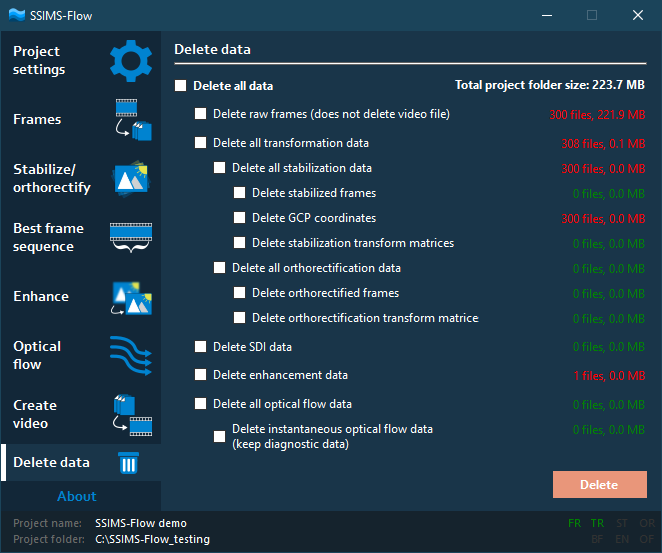 SSIMS-Flow
Project
settings
Frames
Stabilize/
orthorectify
Best frame
sequence
Enhance
Optical
flow
Create
video
Delete data
About
Delete data
Delete all data
Total project folder size: 223.7 MB
Delete raw frames (does not delete video file)
300 files, 221.9 MB
Delete all transformation data
308 files, 0.1 MB
Delete all stabilization data
300 files, 0.0 MB
Delete stabilized frames
0 files, 0.0 MB
Delete GCP coordinates
300 files, 0.0 MB
Delete stabilization transform matrices
0 files, 0.0 MB
Delete all orthorectification data
0 files, 0.0 MB
Delete orthorectified frames
0 files, 0.0 MB
Delete orthorectification transform matrice
0 files, 0.0 MB
Delete SDI data
0 files, 0.0 MB
Delete enhancement data
1 files, 0.0 MB
Delete all optical flow data
0 files, 0.0 MB
Delete instantaneous optical flow data
(keep diagnostic data)
0 files, 0.0 MB
Delete
Project name: SSIMS-Flow demo
Project folder: C:\SSIMS-Flow_testing
FR TR ST OR
BF EN OF